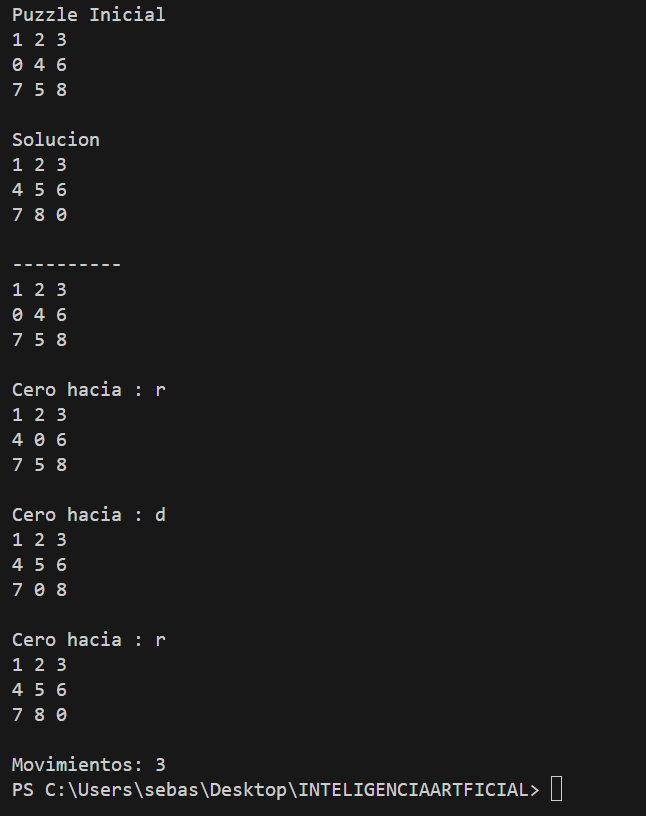 Puzzle Inicial
1 2 3
0 4 6
7 5 8
Solucion
1 2 3
4 5 6
7 8 0
----------
1 2 3
0 4 6
7 5 8
Cero hacia : r
1 2 3
4 0 6
7 5 8
Cero hacia : d
1 2 3
4 5 6
7 0 8
Cero hacia : r
1 2 3
4 5 6
7 8 0
Movimientos: 3
PS C:\Users\sebas\Desktop\INTELIGENCIAARTFICIAL>